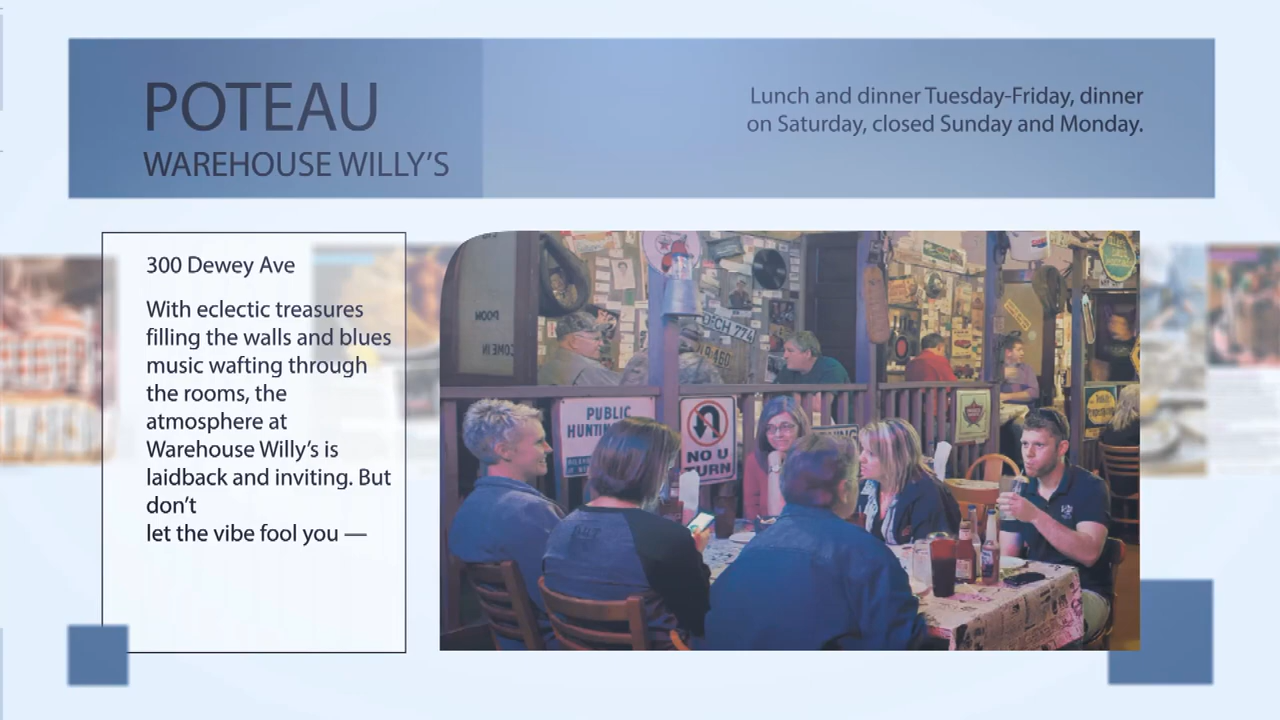 POTEAU
WAREHOUSE WILLY'S
Lunch and dinner Tuesday-Friday, dinner
on Saturday, closed Sunday and Monday.
300 Dewey Ave
With eclectic treasures
filling the walls and blues
music wafting through
the rooms, the
atmosphere at
Warehouse Willy's is
laidback and inviting. But
don't
let the vibe fool you —
PUBLIC
NO U
TURN